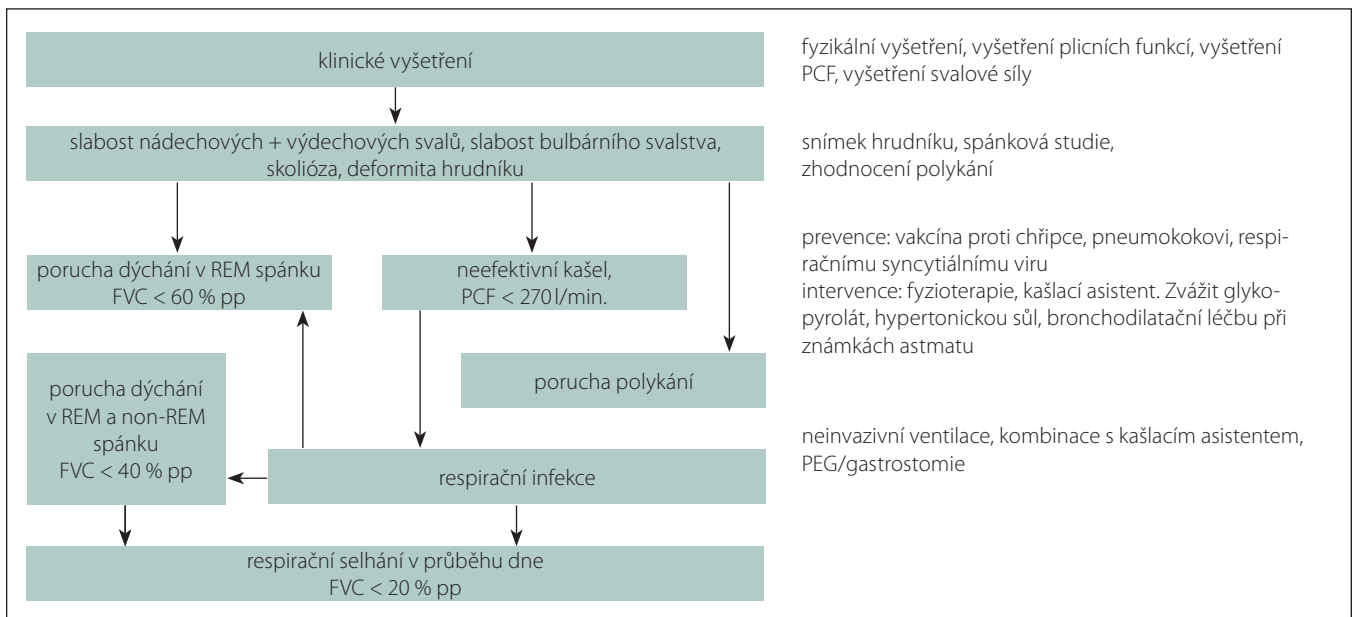 klinické vyšetření
fyzikální vyšetření, vyšetření plicních funkcí, vyšetření
PCF, vyšetření svalové síly
slabost nádechových + výdechových svalů, slabost bulbárního svalstva,
skolióza, deformita hrudníku
snímek hrudníku, spánková studie,
zhodnocení polykání
porucha dýchání v REM spánku
FVC < 60 % pp
neefektivní kašel,
PCF < 270 l/min.
prevence: vakcína proti chřipce, pneumokokovi, respi-
račnímu syncytiálnímu viru
intervence: fyzioterapie, kašlací asistent. Zvážit glyko-
pyrolát, hypertonickou sůl, bronchodilatační léčbu při
známkách astmatu
porucha polykání
porucha dýchání
v REM a non-REM
spánku
FVC < 40 % pp
respirační infekce
neinvazivní ventilace, kombinace s kašlacím asistentem,
PEG/gastrostomie
respirační selhání v průběhu dne
FVC < 20 % pp